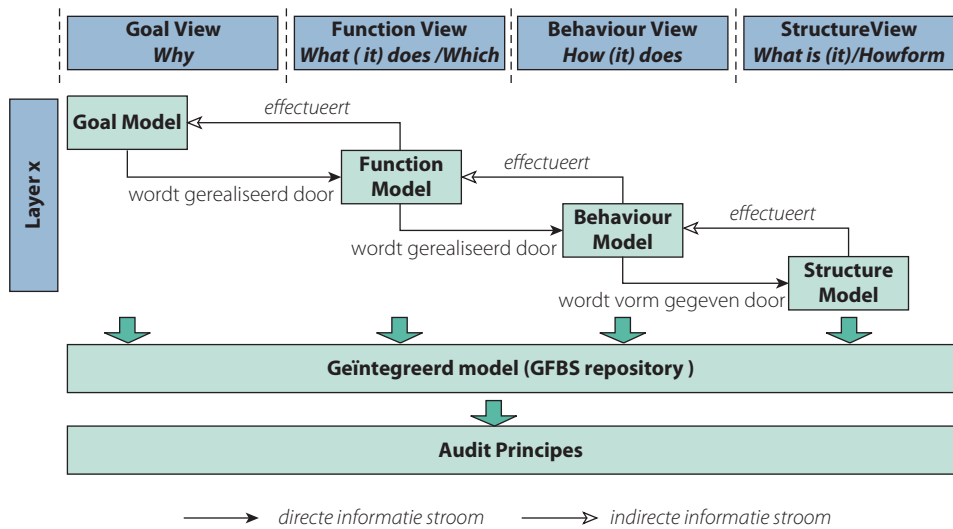 Goal View
Why
Function View
What ( it) does /Which
Behaviour View
How (it) does
StructureView
What is (it)/Howform
Layer x
Goal Model
effectueert
wordt gerealiseerd door
Function
Model
effectueert
wordt gerealiseerd door
Behaviour
Model
effectueert
wordt vorm gegeven door
Structure
Model
Geïntegreerd model (GFBS repository )
Audit Principes
directe informatie stroom
indirecte informatie stroom